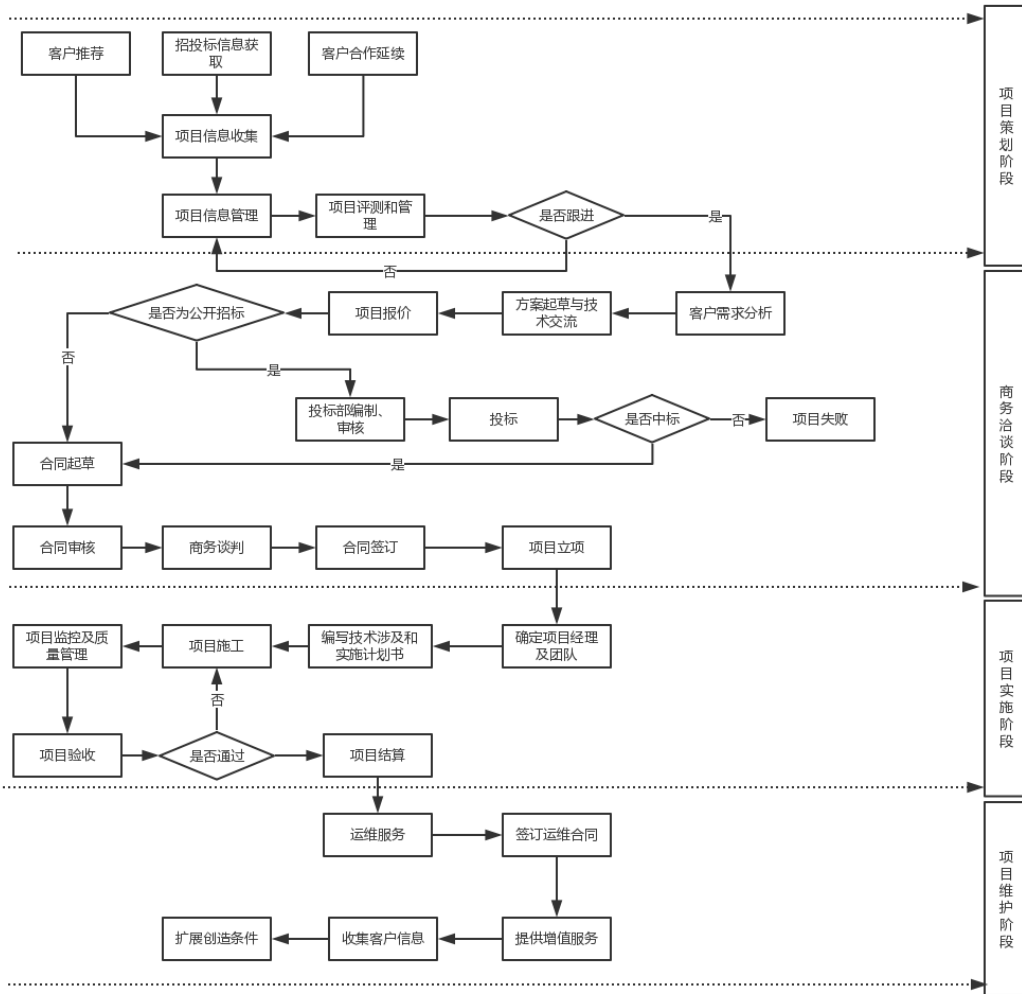 客户推荐
招投标信息获
取
客户合作延续
项目信息收集
项目信息管理
项目评测和管
理
是否跟进
是
否
项目策划阶段
是否为公开招标
项目报价
方案起草与技
术交流
客户需求分析
否
是
投标部编制、
审核
投标
是否中标
否
项目失败
合同起草
是
合同审核
商务谈判
合同签订
项目立项
商务洽谈阶段
项目监控及质
量管理
项目施工
编写技术涉及和
实施计划书
确定项目经理
及团队
否
项目验收
是否通过
项目结算
项目实施阶段
运维服务
签订运维合同
扩展创造条件
收集客户信息
提供增值服务
项目维护阶段